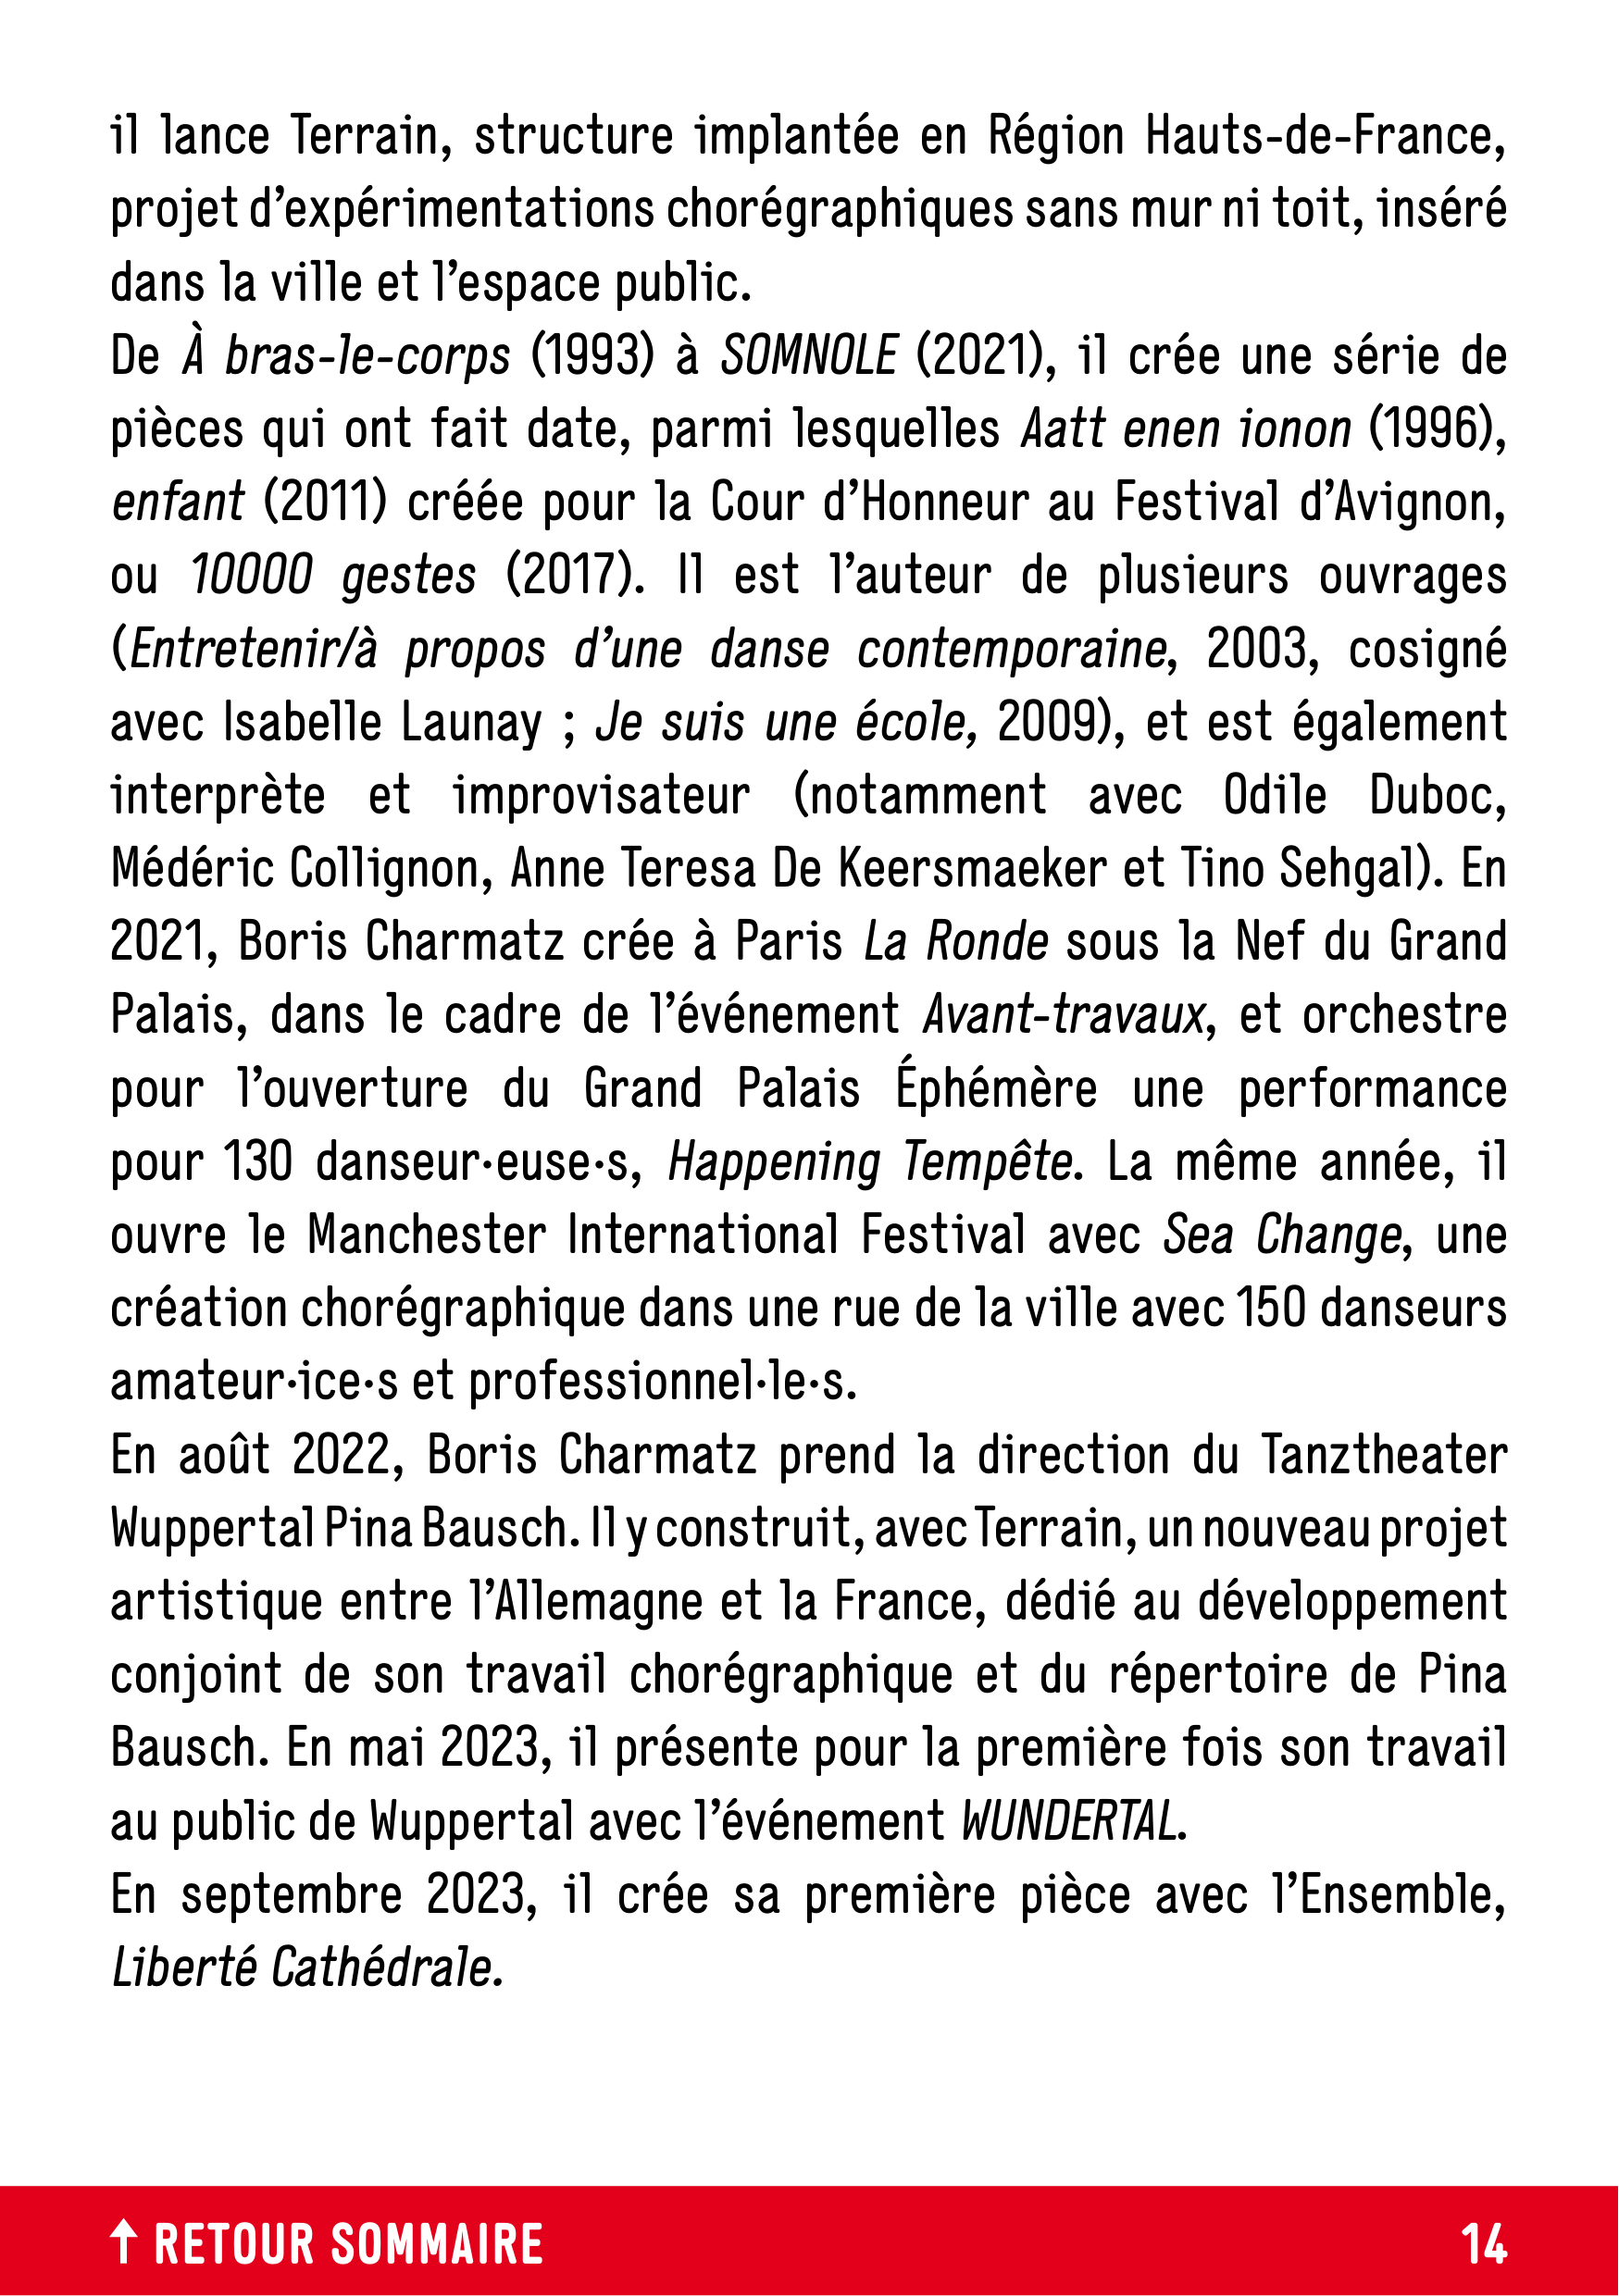 il lance Terrain, structure implantée en Région Hauts-de-France,
projet d’expérimentations chorégraphiques sans mur ni toit, inséré
dans la ville et l’espace public.
De À bras-le-corps (1993) à SOMNOLE (2021), il crée une série de
pièces qui ont fait date, parmi lesquelles Aatt enen ionon (1996),
enfant (2011) créée pour la Cour d’Honneur au Festival d’Avignon,
ou 10000 gestes (2017). Il est l’auteur de plusieurs ouvrages
(Entretenir/à propos d’une danse contemporaine, 2003, cosigné
avec Isabelle Launay ; Je suis une école, 2009), et est également
interprète et improvisateur (notamment avec Odile Duboc,
Médéric Collignon, Anne Teresa De Keersmaeker et Tino Sehgal). En
2021, Boris Charmatz crée à Paris La Ronde sous la Nef du Grand
Palais, dans le cadre de l’événement Avant-travaux, et orchestre
pour l’ouverture du Grand Palais Éphémère une performance
pour 130 danseur·euse·s, Happening Tempête. La même année, il
ouvre le Manchester International Festival avec Sea Change, une
création chorégraphique dans une rue de la ville avec 150 danseurs
amateur·ice·s et professionnel·le·s.
En août 2022, Boris Charmatz prend la direction du Tanztheater
Wuppertal Pina Bausch. Il y construit, avec Terrain, un nouveau projet
artistique entre l’Allemagne et la France, dédié au développement
conjoint de son travail chorégraphique et du répertoire de Pina
Bausch. En mai 2023, il présente pour la première fois son travail
au public de Wuppertal avec l’événement WUNDERTAL.
En septembre 2023, il crée sa première pièce avec l’Ensemble,
Liberté Cathédrale.
RETOUR SOMMAIRE
14